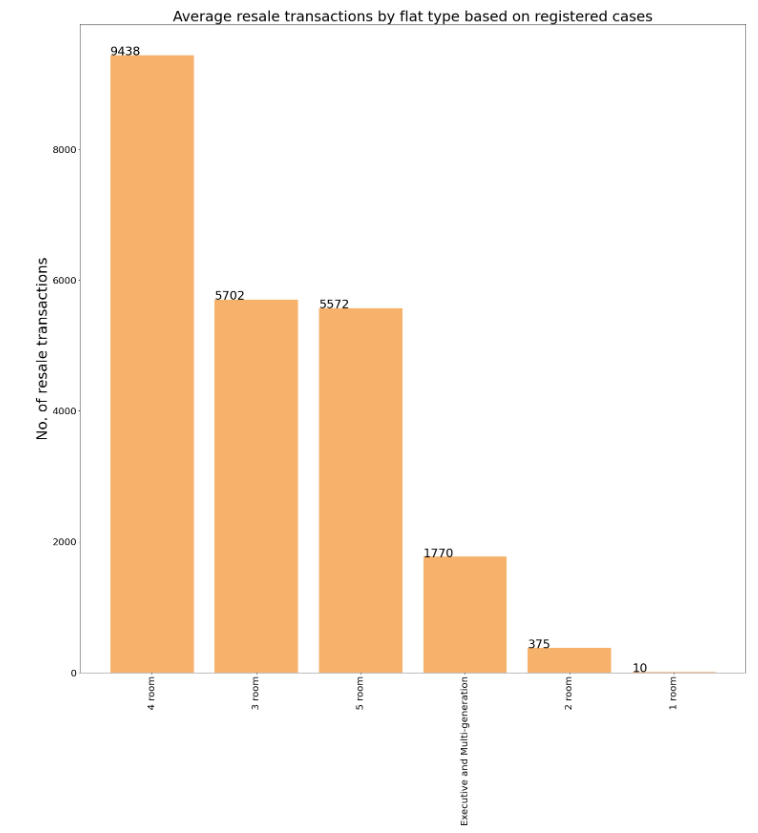 Average resale transactions by flat type based on registered cases
No. of resale transactions
8000
6000
4000
2000
0
9438
5702
5572
1770
375
10
4 room
3 room
5 room
Executive and Multi-generation
2 room
1 room